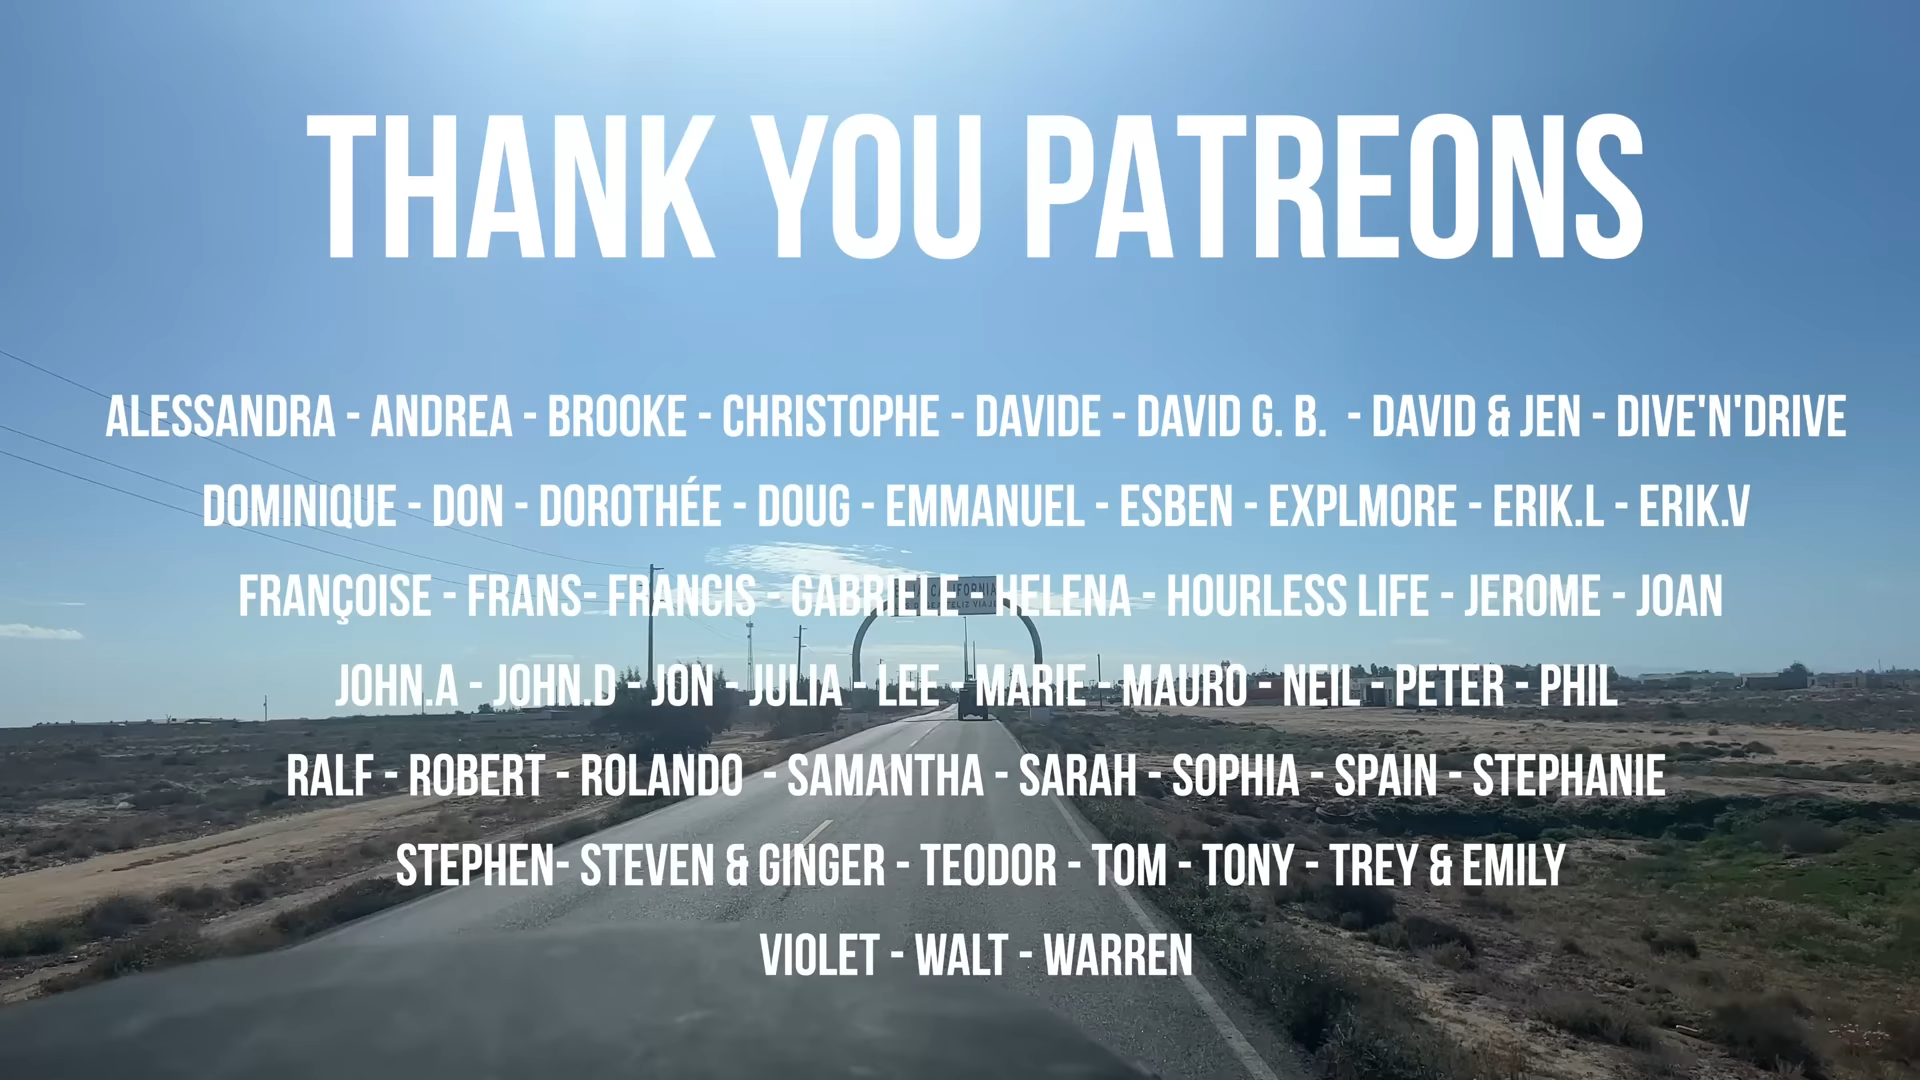 THANK YOU PATREONS
ALESSANDRA - ANDREA - BROOKE - CHRISTOPHE - DAVIDE - DAVID G. B. - DAVID & JEN - DIVE'N'DRIVE
DOMINIQUE - DON - DOROTHÉE - DOUG - EMMANUEL - ESBEN - EXPLMORE - ERIK.L - ERIK.V
FRANÇOISE - FRANS- FRANCIS - GABRIELE - HELENA - HOURLESS LIFE - JEROME - JOAN
JOHN.A - JOHN.D - JON - JULIA - LEE - MARIE - MAURO - NEIL - PETER - PHIL
RALF - ROBERT - ROLANDO - SAMANTHA - SARAH - SOPHIA - SPAIN - STEPHANIE
STEPHEN- STEVEN & GINGER - TEODOR - TOM - TONY - TREY & EMILY
VIOLET - WALT - WARREN